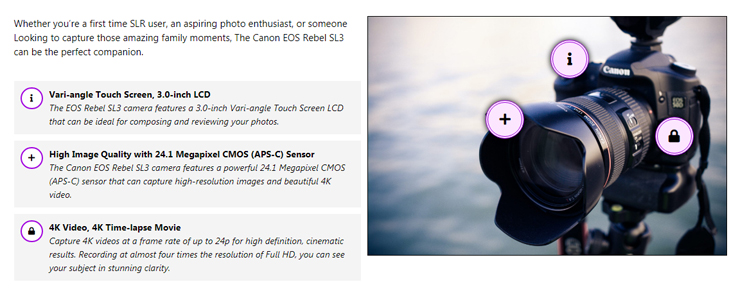 Whether you're a first time SLR user, an aspiring photo enthusiast, or someone
Looking to capture those amazing family moments, The Canon EOS Rebel SL3
can be the perfect companion.
Vari-angle Touch Screen, 3.0-inch LCD
The EOS Rebel SL3 camera features a 3.0-inch Vari-angle Touch Screen LCD
that can be ideal for composing and reviewing your photos.
High Image Quality with 24.1 Megapixel CMOS (APS-C) Sensor
The Canon EOS Rebel SL3 camera features a powerful 24.1 Megapixel CMOS
(APS-C) sensor that can capture high-resolution images and beautiful 4K
video.
4K Video, 4K Time-lapse Movie
Capture 4K videos at a frame rate of up to 24p for high definition, cinematic
results. Recording at almost four times the resolution of Full HD, you can see
your subject in stunning clarity.
Canon
EOS